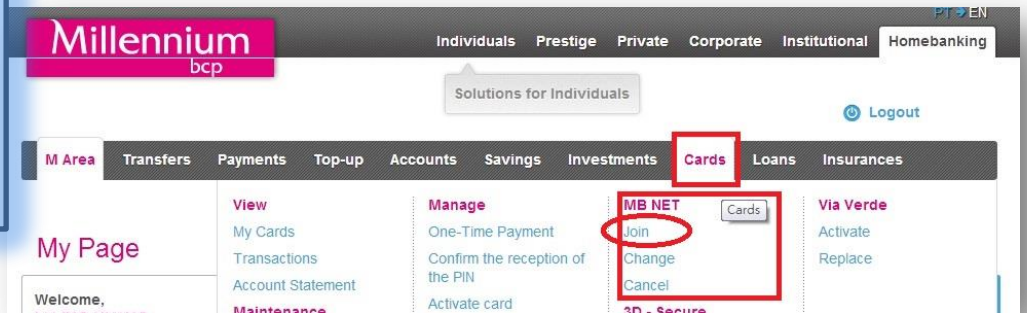 PT EN
Millennium
bcp
Individuals Prestige Private Corporate Institutional Homebanking
Solutions for Individuals
Logout
M Area Transfers Payments Top-up Accounts Savings Investments Cards Loans Insurances
My Page
Welcome,
View
My Cards
Transactions
Account Statement
Maintenance
Manage
One-Time Payment
Confirm the reception of
the PIN
Activate card
MB NET
Cards
Join
Change
Cancel
3D - Secure
Via Verde
Activate
Replace